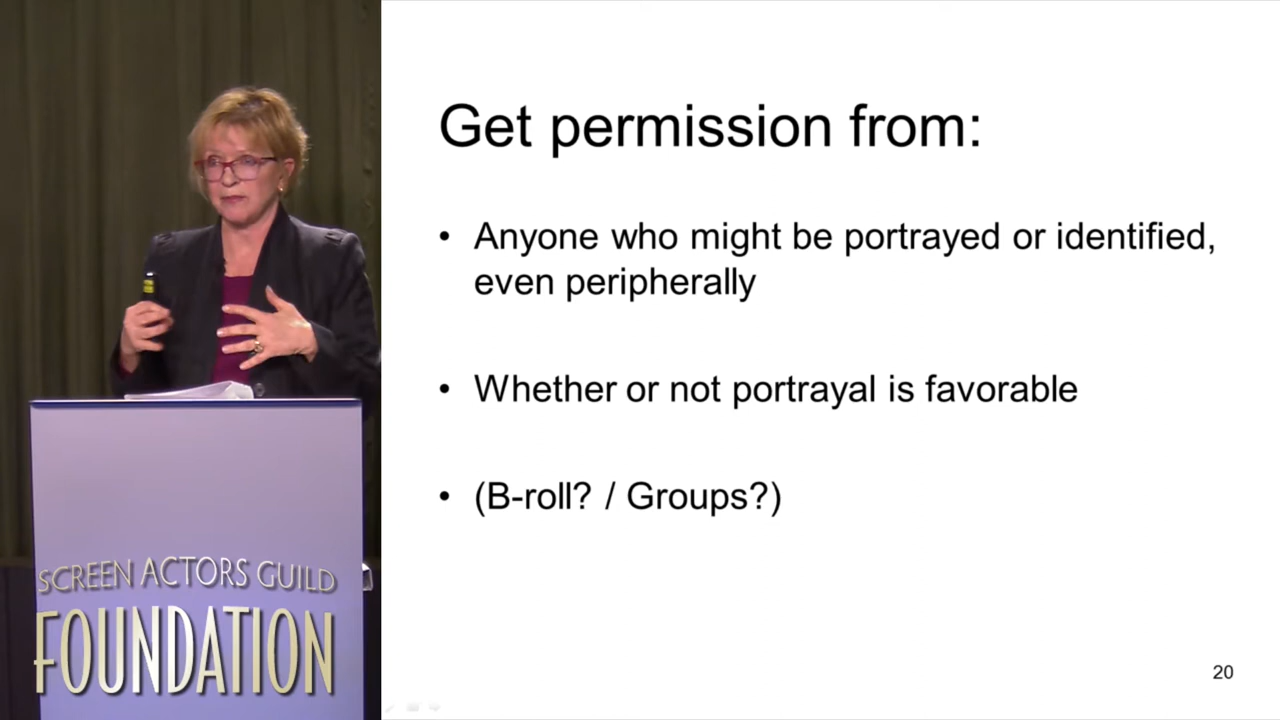 Get permission from:
• Anyone who might be portrayed or identified,
even peripherally
• Whether or not portrayal is favorable
• (B-roll? / Groups?)
20
SCREEN ACTORS GUILD
FOUNDATION